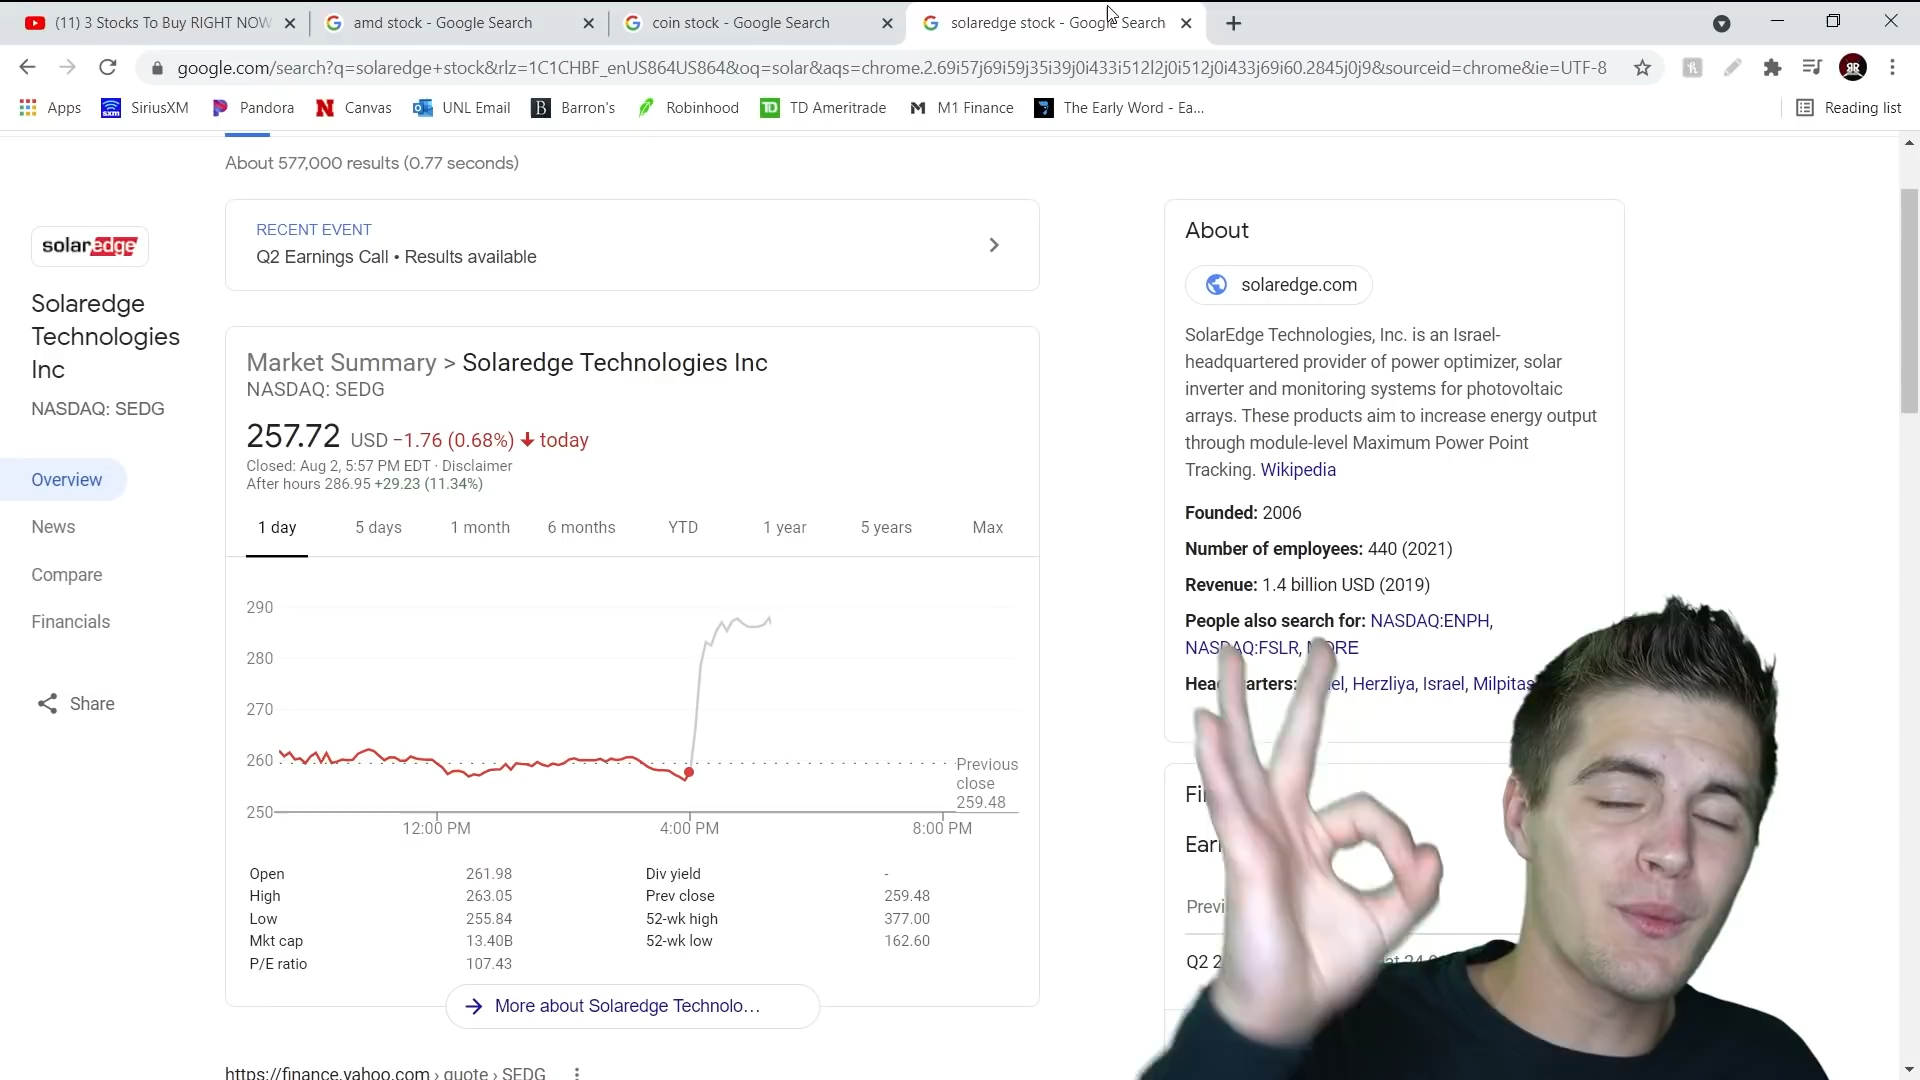 (11) 3 Stocks To Buy RIGHT NOW
amd stock - Google Search
coin stock - Google Search
solaredge stock - Google Search
google.com/search?q=solaredge+stock&rlz=1C1CHBF_enUS864US864&oq=solar&aqs=chrome.2.69i57j69i59j35i39j0i433i512l2j0i512j0i433j69i60.2845j0j9&sourceid=chrome&ie=UTF-8
Apps
SiriusXM
Pandora
Canvas
UNL Email
Barron's
Robinhood
TD Ameritrade
M1 Finance
The Early Word - Ea...
Reading list
About 577,000 results (0.77 seconds)
solaredge
Solaredge
Technologies
Inc
NASDAQ: SEDG
Overview
News
Compare
Financials
Share
RECENT EVENT
Q2 Earnings Call • Results available
Market Summary > Solaredge Technologies Inc
NASDAQ: SEDG
257.72 USD −1.76 (0.68%) today
Closed: Aug 2, 5:57 PM EDT · Disclaimer
After hours 286.95 +29.23 (11.34%)
1 day 5 days 1 month 6 months YTD 1 year 5 years Max
290
280
270
260
250
Previous
close
259.48
12:00 PM 4:00 PM 8:00 PM
Open 261.98 Div yield -
High 263.05 Prev close 259.48
Low 255.84 52-wk high 377.00
Mkt cap 13.40B 52-wk low 162.60
P/E ratio 107.43
More about Solaredge Technolo...
https://finance.yahoo.com › quote › SEDG
About
solaredge.com
SolarEdge Technologies, Inc. is an Israel-
headquartered provider of power optimizer, solar
inverter and monitoring systems for photovoltaic
arrays. These products aim to increase energy output
through module-level Maximum Power Point
Tracking. Wikipedia
Founded: 2006
Number of employees: 440 (2021)
Revenue: 1.4 billion USD (2019)
People also search for: NASDAQ:ENPH,
NASDAQ:FSLR, MORE
Herzliya, Israel, Milpitas
Q2